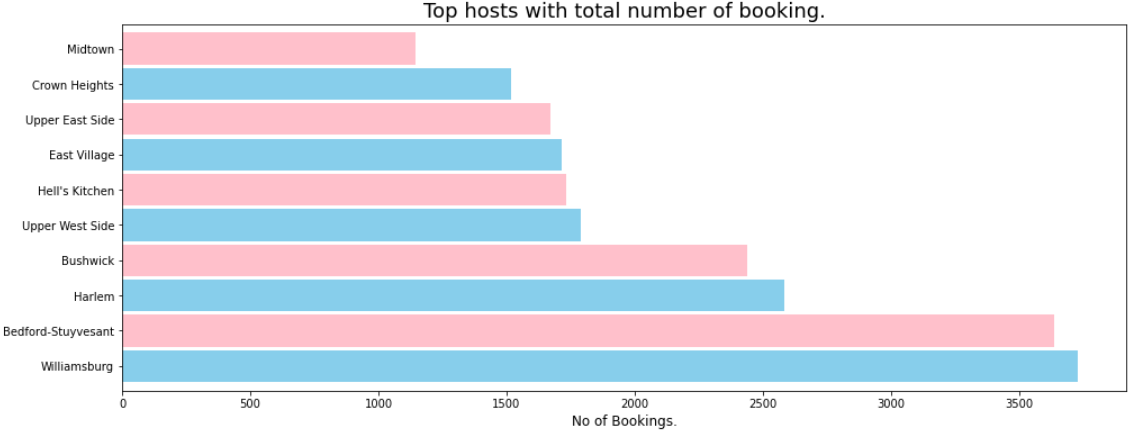 Top hosts with total number of booking.
Midtown
Crown Heights
Upper East Side
East Village
Hell's Kitchen
Upper West Side
Bushwick
Harlem
Bedford-Stuyvesant
Williamsburg
0 500 1000 1500 2000 2500 3000 3500
No of Bookings.